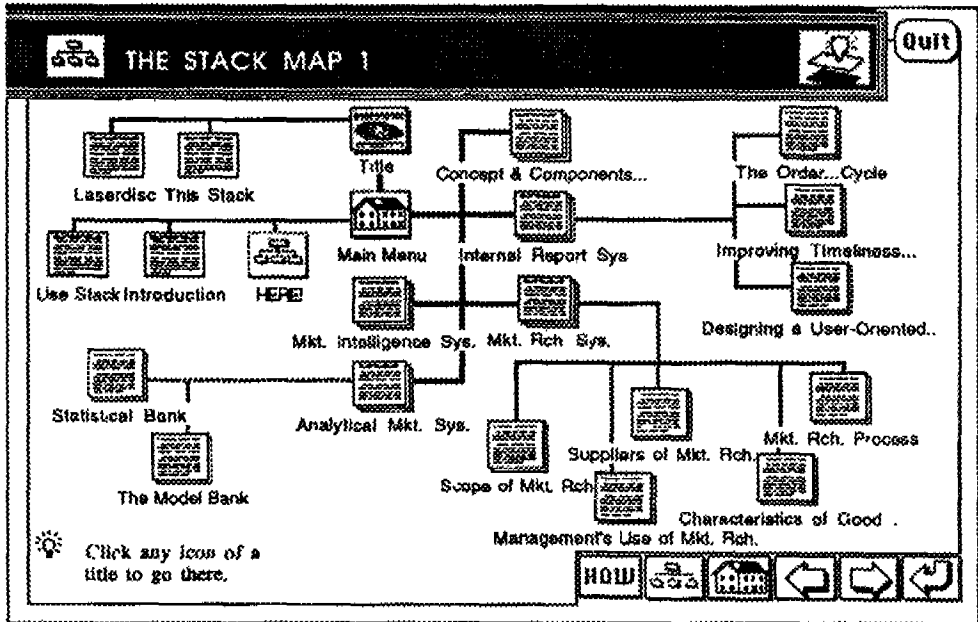 THE STACK MAP 1
Quit
Title
Laserdisc This Stack
Concept & Components...
The Order...Cycle
Main Menu
Internal Report Sys
Improving Timeliness...
Use Stack Introduction
HERE!
Mkt. Intelligence Sys.
Mkt. Rch Sys.
Designing a User-Oriented..
Statistical Bank
Analytical Mkt. Sys.
Suppliers of Mkt. Rch.
Mkt. Rch. Process
The Model Bank
Scope of Mkt. Rch
Characteristics of Good .
Management's Use of Mkt. Rch.
Click any icon of a
title to go there.
HOW